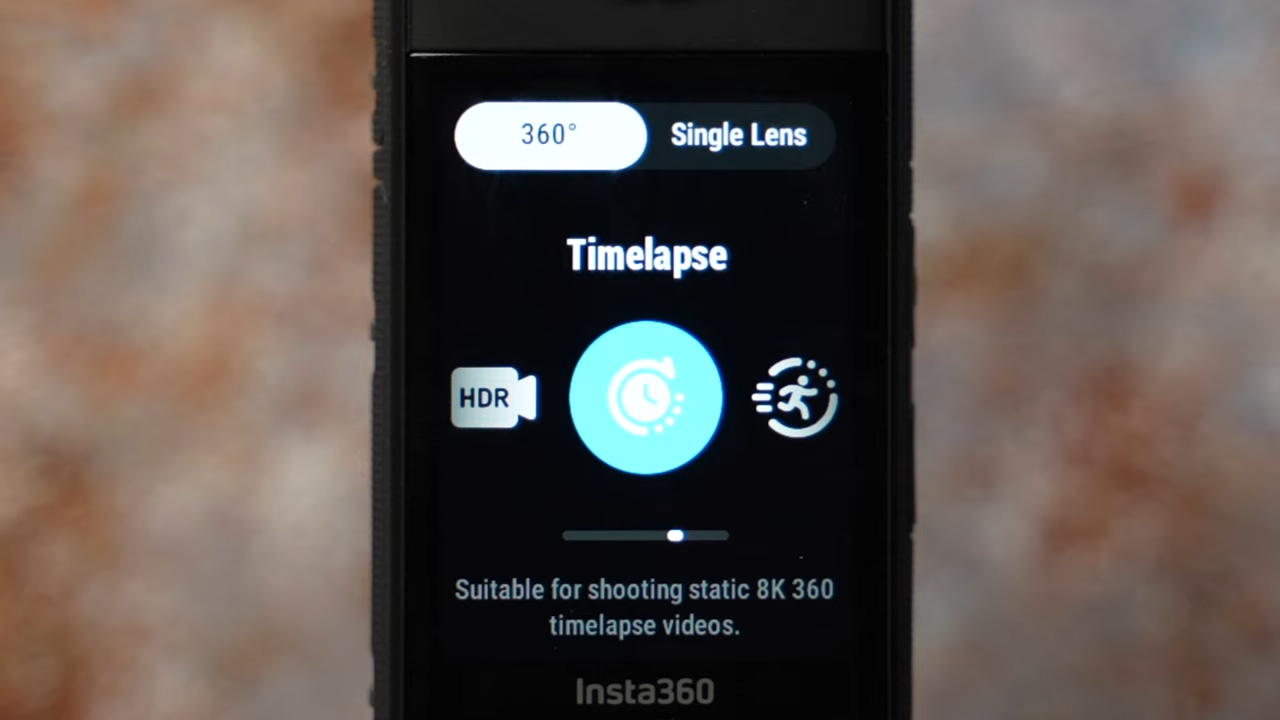 360°
Single Lens
Timelapse
HDR
Suitable for shooting static 8K 360
timelapse videos.
Insta360